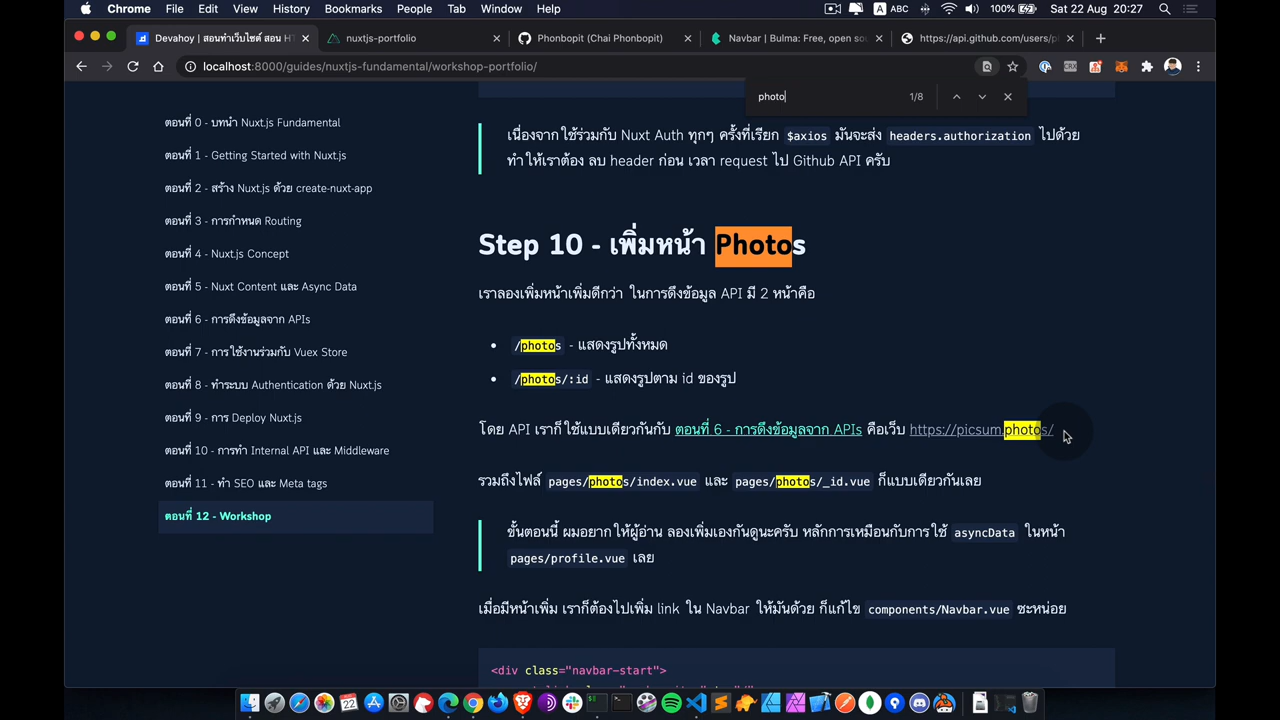 Chrome File Edit View History Bookmarks People Tab Window Help
A ABC 100% Sat 22 Aug 20:27
Devahoy | สอนทำเว็บไซต์ สอน HT
nuxtjs-portfolio
Phonbopit (Chai Phonbopit)
Navbar | Bulma: Free, open so
https://api.github.com/users/pl
localhost:8000/guides/nuxtjs-fundamental/workshop-portfolio/
photo 1/8
ตอนที่ 0 - บทนำ Nuxt.js Fundamental
ตอนที่ 1 - Getting Started with Nuxt.js
ตอนที่ 2 - สร้าง Nuxt.js ด้วย create-nuxt-app
ตอนที่ 3 - การกำหนด Routing
ตอนที่ 4 - Nuxt.js Concept
ตอนที่ 5 - Nuxt Content และ Async Data
ตอนที่ 6 - การดึงข้อมูลจาก APIs
ตอนที่ 7 - การใช้งานร่วมกับ Vuex Store
ตอนที่ 8 - ทำระบบ Authentication ด้วย Nuxt.js
ตอนที่ 9 - การ Deploy Nuxt.js
ตอนที่ 10 - การทำ Internal API และ Middleware
ตอนที่ 11 - ทำ SEO และ Meta tags
ตอนที่ 12 - Workshop
เนื่องจากใช้ร่วมกับ Nuxt Auth ทุกๆ ครั้งที่เรียก $axios มันจะส่ง headers.authorization ไปด้วย
ทำให้เราต้อง ลบ header ก่อน เวลา request ไป Github API ครับ
Step 10 - เพิ่มหน้า Photos
เราลองเพิ่มหน้าเพิ่มดีกว่า ในการดึงข้อมูล API มี 2 หน้าคือ
• /photos - แสดงรูปทั้งหมด
• /photos/:id - แสดงรูปตาม id ของรูป
โดย API เราก็ใช้แบบเดียวกันกับ ตอนที่ 6 - การดึงข้อมูลจาก APIs คือเว็บ https://picsum.photos/
รวมถึงไฟล์ pages/photos/index.vue และ pages/photos/_id.vue ก็แบบเดียวกันเลย
ขั้นตอนนี้ ผมอยากให้ผู้อ่าน ลองเพิ่มเองกันดูนะครับ หลักการเหมือนกับการใช้ asyncData ในหน้า
pages/profile.vue เลย
เมื่อมีหน้าเพิ่ม เราก็ต้องไปเพิ่ม link ใน Navbar ให้มันด้วย ก็แก้ไข components/Navbar.vue ซะหน่อย
<div class="navbar-start">